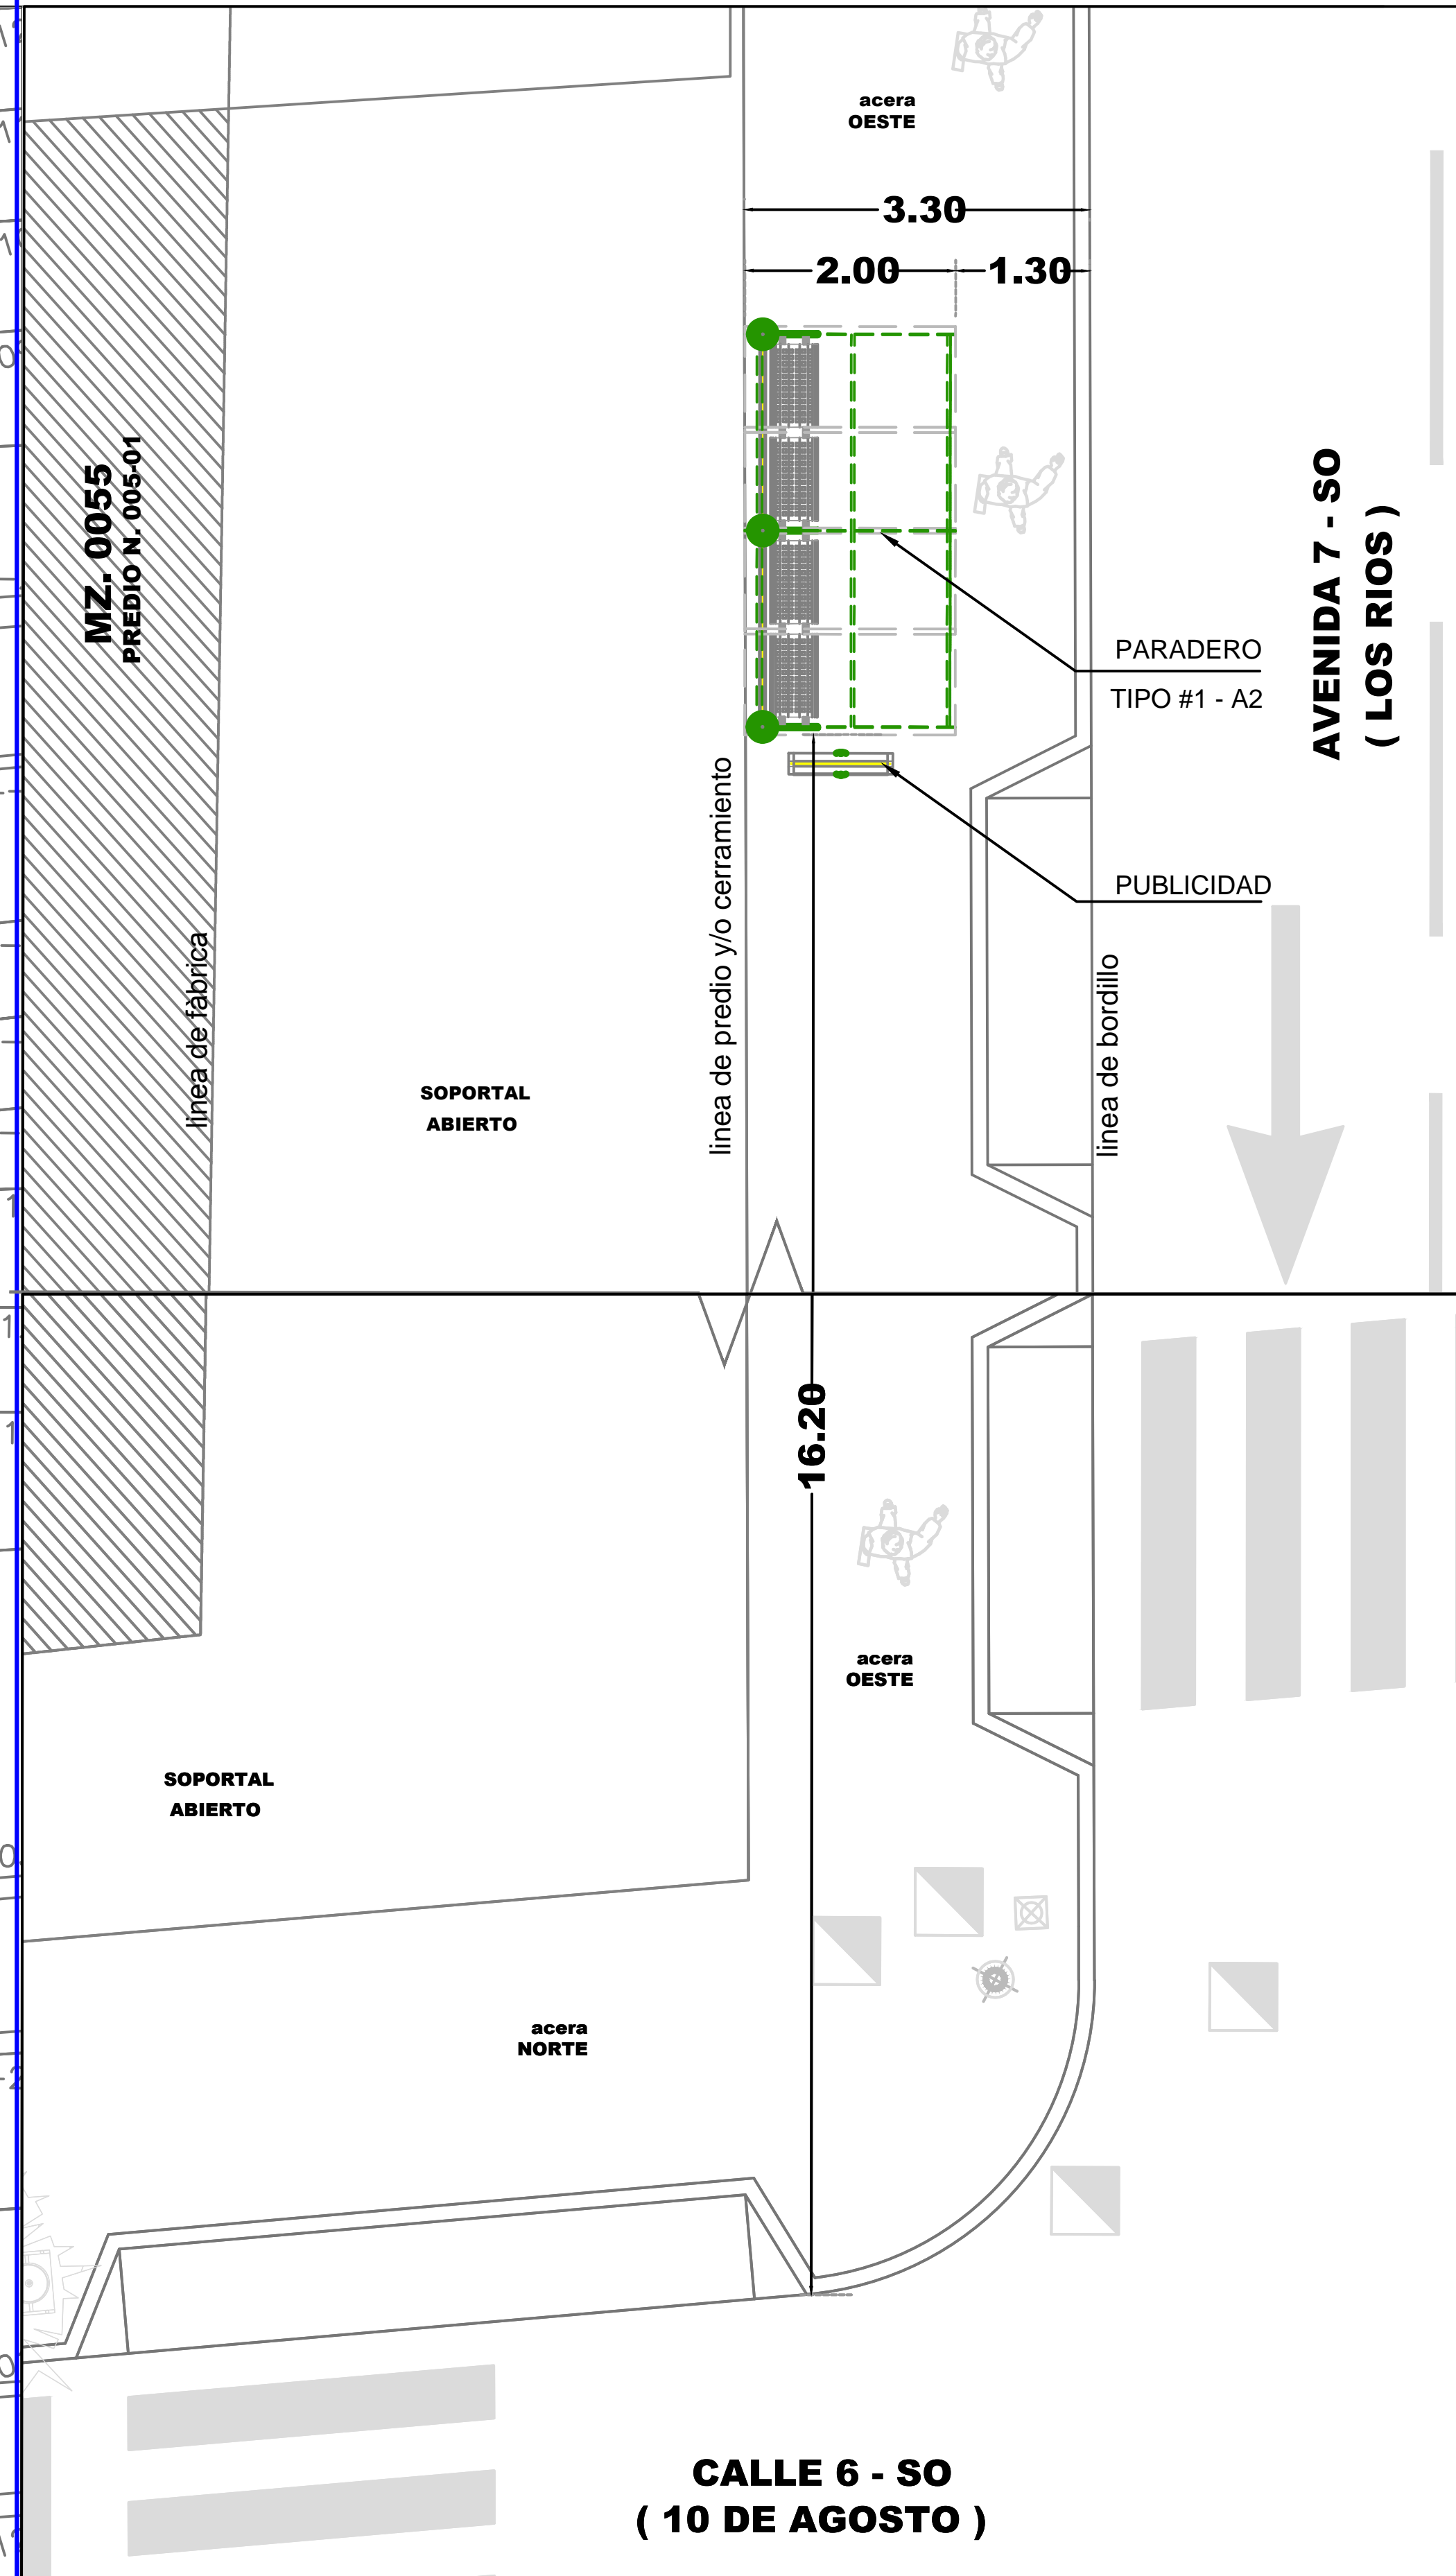 acera
OESTE
3.30
2.00
1.30
MZ. 0055
PREDIO N. 005-01
AVENIDA 7 - SO
( LOS RIOS )
PARADERO
TIPO #1 - A2
PUBLICIDAD
linea de fàbrica
linea de predio y/o cerramiento
linea de bordillo
SOPORTAL
ABIERTO
16.20
acera
OESTE
SOPORTAL
ABIERTO
acera
NORTE
CALLE 6 - SO
( 10 DE AGOSTO )